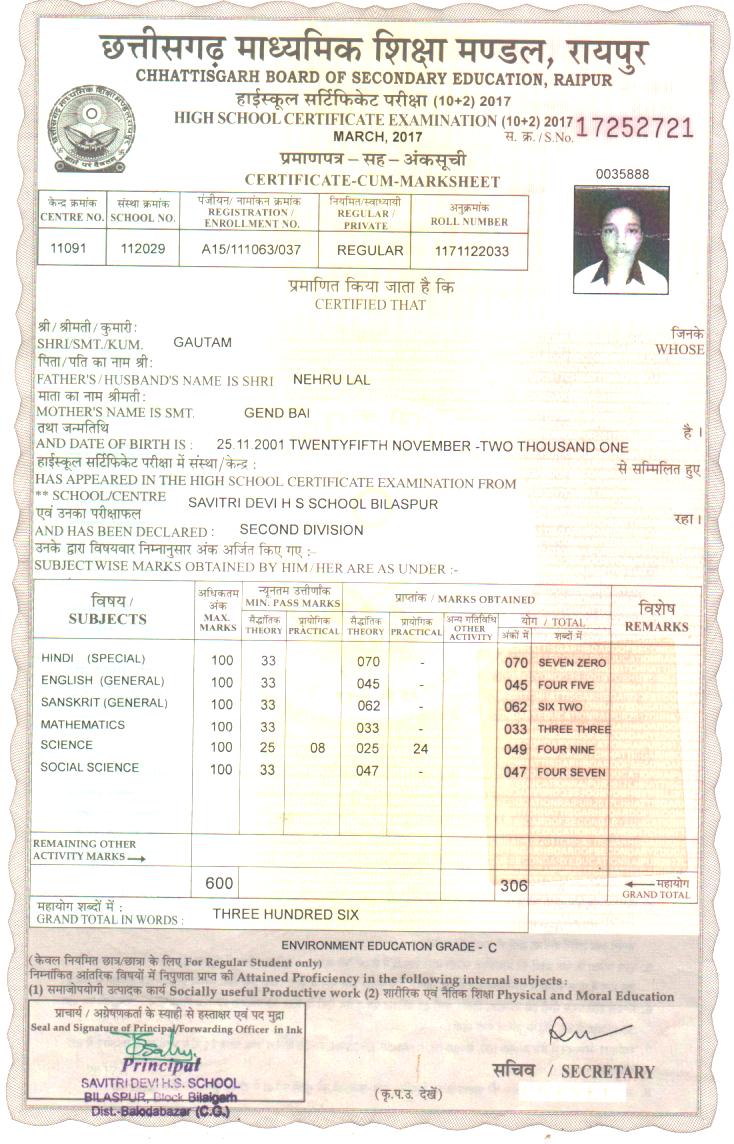 छत्तीसगढ़ माध्यमिक शिक्षा मण्डल, रायपुर
CHHATTISGARH BOARD OF SECONDARY EDUCATION, RAIPUR
हाईस्कूल सर्टिफिकेट परीक्षा (10+2) 2017
HIGH SCHOOL CERTIFICATE EXAMINATION (10+2) 2017
MARCH, 2017
स. क्र. / S.No. 17252721
प्रमाणपत्र – सह – अंकसूची
CERTIFICATE-CUM-MARKSHEET
0035888
केन्द्र क्रमांक CENTRE NO. संस्था क्रमांक SCHOOL NO. पंजीयन/ नामांकन क्रमांक REGISTRATION / ENROLLMENT NO. नियमित/स्वाध्यायी REGULAR / PRIVATE अनुक्रमांक ROLL NUMBER
11091 112029 A15/111063/037 REGULAR 1171122033
प्रमाणित किया जाता है कि
CERTIFIED THAT
श्री/श्रीमती/कुमारी: जिनके
SHRI/SMT./KUM. GAUTAM WHOSE
पिता/पति का नाम श्री:
FATHER'S/HUSBAND'S NAME IS SHRI NEHRU LAL
माता का नाम श्रीमती:
MOTHER'S NAME IS SMT. GEND BAI
तथा जन्मतिथि है।
AND DATE OF BIRTH IS : 25.11.2001 TWENTYFIFTH NOVEMBER -TWO THOUSAND ONE
हाईस्कूल सर्टिफिकेट परीक्षा में संस्था/केन्द्र : से सम्मिलित हुए
HAS APPEARED IN THE HIGH SCHOOL CERTIFICATE EXAMINATION FROM
** SCHOOL/CENTRE SAVITRI DEVI H S SCHOOL BILASPUR
एवं उनका परीक्षाफल रहा।
AND HAS BEEN DECLARED : SECOND DIVISION
उनके द्वारा विषयवार निम्नानुसार अंक अर्जित किए गए :-
SUBJECTWISE MARKS OBTAINED BY HIM/HER ARE AS UNDER :-
विषय / SUBJECTS अधिकतम अंक MAX. MARKS न्यूनतम उत्तीर्णांक MIN. PASS MARKS प्राप्तांक / MARKS OBTAINED विशेष REMARKS
सैद्धांतिक THEORY प्रायोगिक PRACTICAL सैद्धांतिक THEORY प्रायोगिक PRACTICAL अन्य गतिविधि OTHER ACTIVITY योग / TOTAL अंकों में शब्दों में
HINDI (SPECIAL) 100 33 070 - 070 SEVEN ZERO
ENGLISH (GENERAL) 100 33 045 - 045 FOUR FIVE
SANSKRIT (GENERAL) 100 33 062 - 062 SIX TWO
MATHEMATICS 100 33 033 - 033 THREE THREE
SCIENCE 100 25 08 025 24 049 FOUR NINE
SOCIAL SCIENCE 100 33 047 - 047 FOUR SEVEN
REMAINING OTHER
ACTIVITY MARKS →
600 306 ← महायोग GRAND TOTAL
महायोग शब्दों में :
GRAND TOTAL IN WORDS : THREE HUNDRED SIX
ENVIRONMENT EDUCATION GRADE - C
(केवल नियमित छात्र/छात्रा के लिए For Regular Student only)
निम्नांकित आंतरिक विषयों में निपुणता प्राप्त की Attained Proficiency in the following internal subjects :
(1) समाजोपयोगी उत्पादक कार्य Socially useful Productive work (2) शारीरिक एवं नैतिक शिक्षा Physical and Moral Education
प्राचार्य / अग्रेषणकर्ता के स्याही से हस्ताक्षर एवं पद मुद्रा
Seal and Signature of Principal/Forwarding Officer in Ink
Principal
SAVITRI DEVI H.S. SCHOOL
BILASPUR, Block Bilaigarh
Dist.-Balodabazar (C.G.)
सचिव / SECRETARY
(कृ.प.उ. देखें)